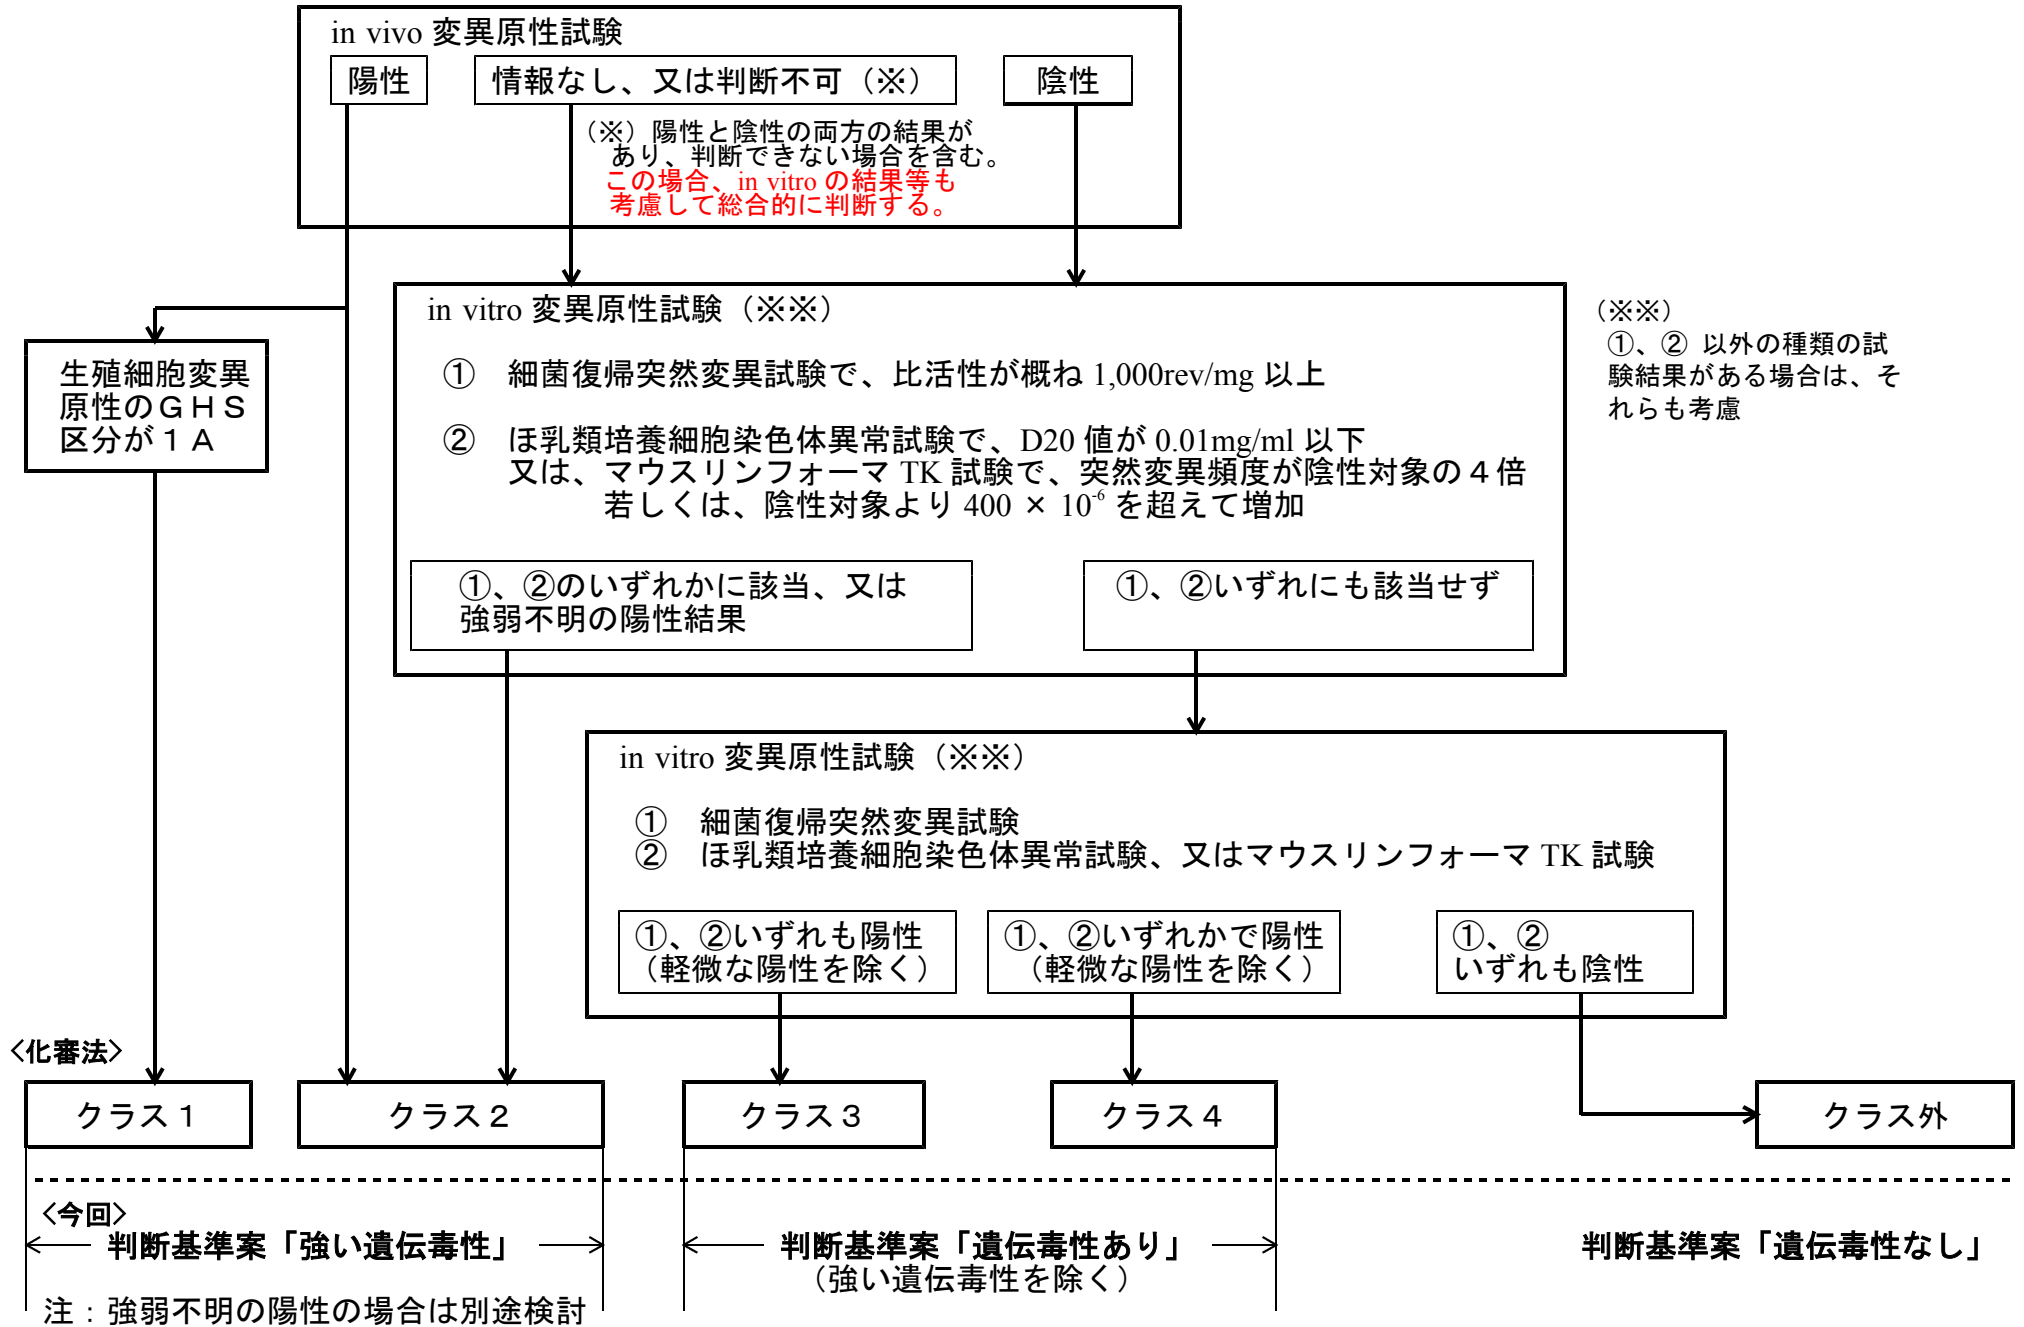 in vivo 変異原性試験
陽性
情報なし、又は判断不可（※）
陰性
（※）陽性と陰性の両方の結果が
あり、判断できない場合を含む。
この場合、in vitro の結果等も
考慮して総合的に判断する。
in vitro 変異原性試験（※※）
① 細菌復帰突然変異試験で、比活性が概ね 1,000rev/mg 以上
② ほ乳類培養細胞染色体異常試験で、D20 値が 0.01mg/ml 以下
又は、マウスリンフォーマ TK 試験で、突然変異頻度が陰性対象の４倍
若しくは、陰性対象より 400 × 10⁻⁶ を超えて増加
①、②のいずれかに該当、又は
強弱不明の陽性結果
①、②いずれにも該当せず
（※※）
①、② 以外の種類の試
験結果がある場合は、そ
れらも考慮
生殖細胞変異
原性のＧＨＳ
区分が１Ａ
in vitro 変異原性試験（※※）
① 細菌復帰突然変異試験
② ほ乳類培養細胞染色体異常試験、又はマウスリンフォーマ TK 試験
①、②いずれも陽性
（軽微な陽性を除く）
①、②いずれかで陽性
（軽微な陽性を除く）
①、②
いずれも陰性
〈化審法〉
クラス１
クラス２
クラス３
クラス４
クラス外
〈今回〉
判断基準案「強い遺伝毒性」
判断基準案「遺伝毒性あり」
（強い遺伝毒性を除く）
判断基準案「遺伝毒性なし」
注：強弱不明の陽性の場合は別途検討